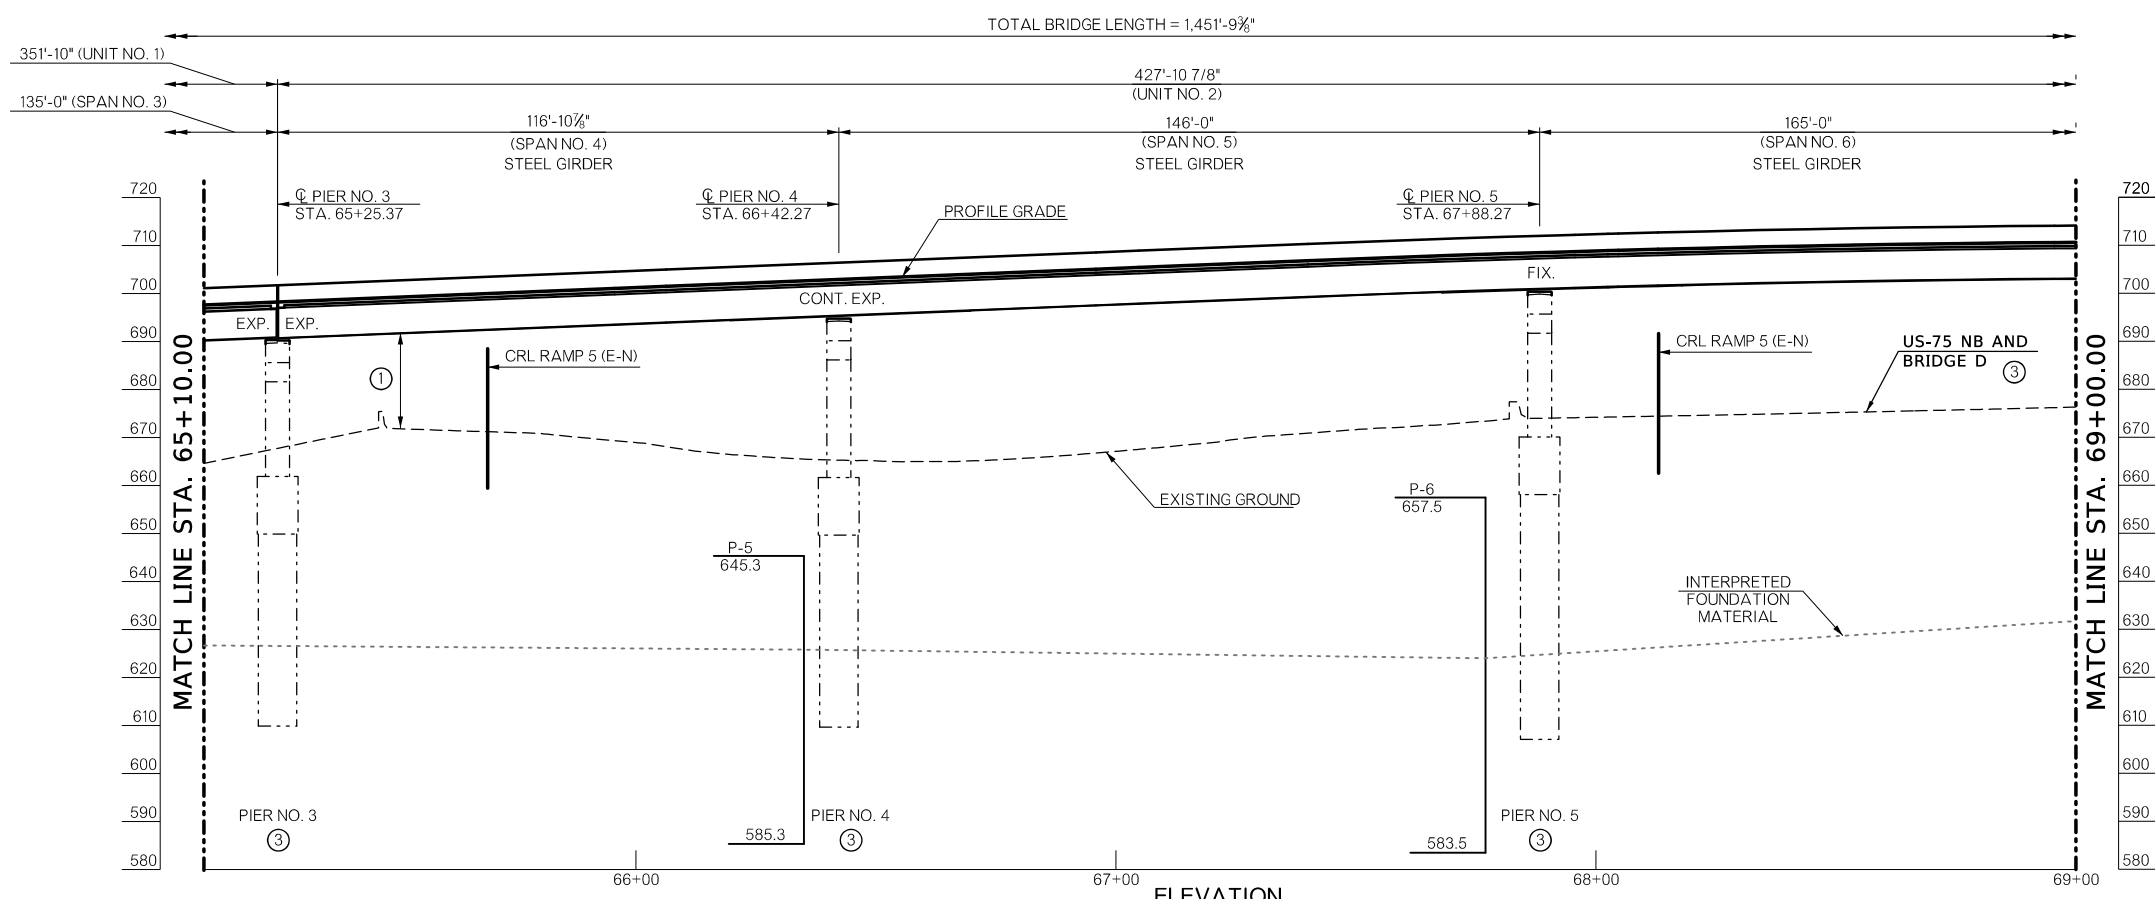 TOTAL BRIDGE LENGTH = 1,451'-9⅜"
351'-10" (UNIT NO. 1)
427'-10 7/8"
(UNIT NO. 2)
135'-0" (SPAN NO. 3)
116'-10⅞"
(SPAN NO. 4)
STEEL GIRDER
146'-0"
(SPAN NO. 5)
STEEL GIRDER
165'-0"
(SPAN NO. 6)
STEEL GIRDER
℄ PIER NO. 3
STA. 65+25.37
℄ PIER NO. 4
STA. 66+42.27
PROFILE GRADE
℄ PIER NO. 5
STA. 67+88.27
720
710
700
690
680
670
660
650
640
630
620
610
600
590
580
MATCH LINE STA. 65+10.00
EXP.
EXP.
CONT. EXP.
FIX.
1
CRL RAMP 5 (E-N)
CRL RAMP 5 (E-N)
US-75 NB AND
BRIDGE D
3
EXISTING GROUND
P-5
645.3
585.3
P-6
657.5
583.5
INTERPRETED
FOUNDATION
MATERIAL
PIER NO. 3
3
PIER NO. 4
3
PIER NO. 5
3
MATCH LINE STA. 69+00.00
720
710
700
690
680
670
660
650
640
630
620
610
600
590
580
66+00
67+00
68+00
69+00
ELEVATION